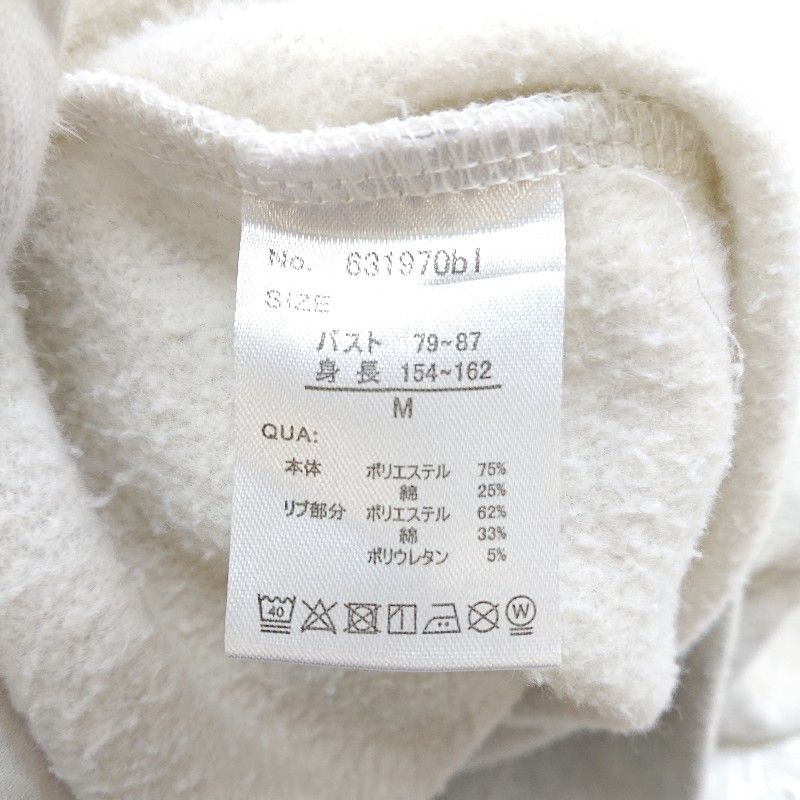 No. 631970bl
SIZE
バスト 79~87
身長 154~162
M
QUA:
本体 ポリエステル 75%
綿 25%
リブ部分 ポリエステル 62%
綿 33%
ポリウレタン 5%
40
W